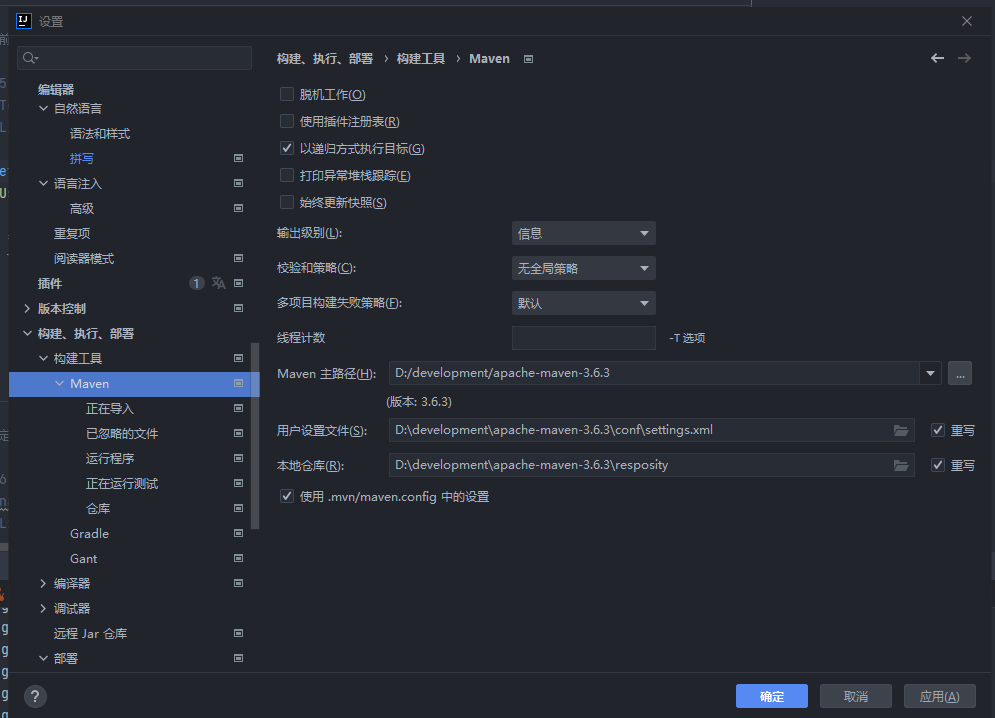 设置
编辑器
自然语言
语法和样式
拼写
语言注入
高级
重复项
阅读器模式
插件 1
版本控制
构建、执行、部署
构建工具
Maven
正在导入
已忽略的文件
运行程序
正在运行测试
仓库
Gradle
Gant
编译器
调试器
远程 Jar 仓库
部署
构建、执行、部署 › 构建工具 › Maven
脱机工作(O)
使用插件注册表(R)
以递归方式执行目标(G)
打印异常堆栈跟踪(E)
始终更新快照(S)
输出级别(L): 信息
校验和策略(C): 无全局策略
多项目构建失败策略(F): 默认
线程计数 -T 选项
Maven 主路径(H): D:/development/apache-maven-3.6.3 ...
(版本: 3.6.3)
用户设置文件(S): D:\development\apache-maven-3.6.3\conf\settings.xml 重写
本地仓库(R): D:\development\apache-maven-3.6.3\resposity 重写
使用 .mvn/maven.config 中的设置
? 确定 取消 应用(A)